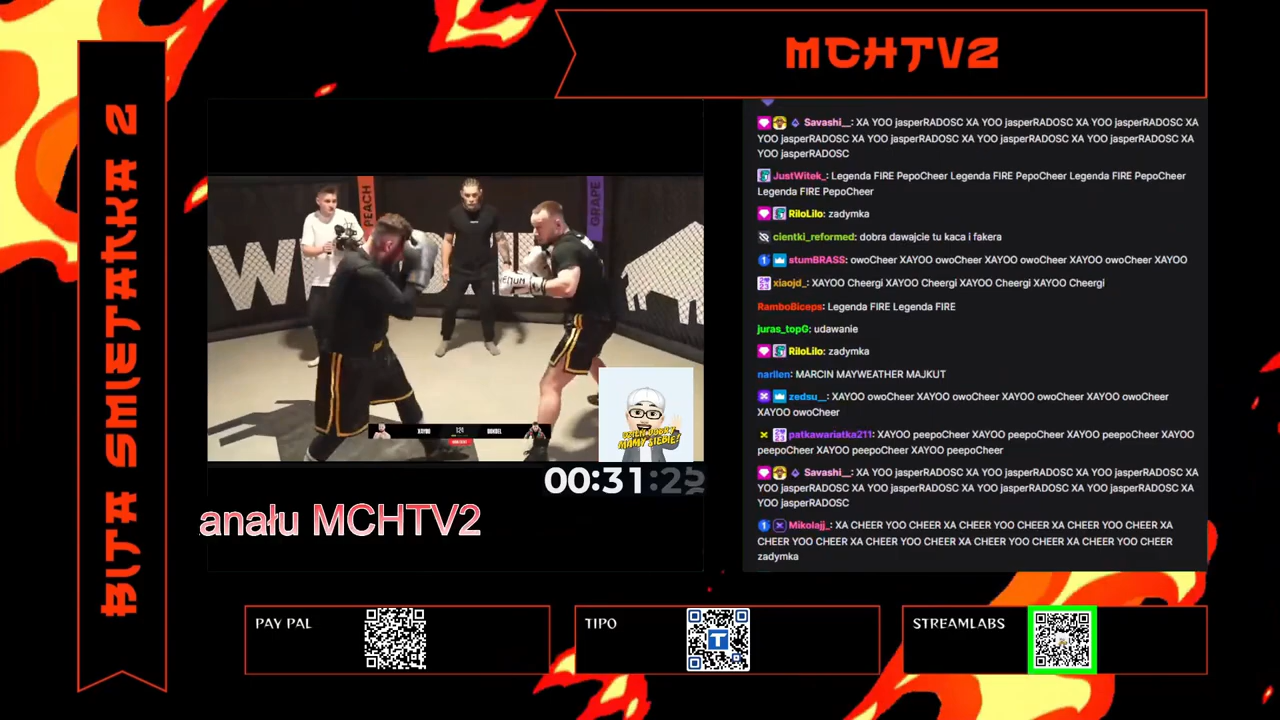 MCHTV2
BITA SMIETANKA 2
Savashi__: XA YOO jasperRADOSC XA YOO jasperRADOSC XA YOO jasperRADOSC XA
YOO jasperRADOSC XA YOO jasperRADOSC XA YOO jasperRADOSC XA
YOO jasperRADOSC
JustWitek_: Legenda FIRE PepoCheer Legenda FIRE PepoCheer Legenda FIRE PepoCheer
Legenda FIRE PepoCheer
RiloLilo: zadymka
cientki_reformed: dobra dawajcie tu kaca i fakera
stumBRASS: owoCheer XAYOO owoCheer XAYOO owoCheer XAYOO owoCheer XAYOO
xiaojd_: XAYOO Cheergi XAYOO Cheergi XAYOO Cheergi XAYOO Cheergi
RamboBiceps: Legenda FIRE Legenda FIRE
juras_topG: udawanie
RiloLilo: zadymka
narllen: MARCIN MAYWEATHER MAJKUT
zedsu__: XAYOO owoCheer XAYOO owoCheer XAYOO owoCheer XAYOO owoCheer
XAYOO owoCheer
patkawariatka211: XAYOO peepoCheer XAYOO peepoCheer XAYOO peepoCheer XAYOO
peepoCheer XAYOO peepoCheer XAYOO peepoCheer
Savashi__: XA YOO jasperRADOSC XA YOO jasperRADOSC XA YOO jasperRADOSC XA
YOO jasperRADOSC XA YOO jasperRADOSC XA YOO jasperRADOSC XA
YOO jasperRADOSC
Mikolajj_: XA CHEER YOO CHEER XA CHEER YOO CHEER XA CHEER YOO CHEER XA
CHEER YOO CHEER XA CHEER YOO CHEER XA CHEER YOO CHEER XA CHEER YOO CHEER
zadymka
PEACH
GRAPE
W
VENUM
XAYOO
MAMY SIEBIE!
00:31
anału MCHTV2
PAY PAL
TIPO
T
STREAMLABS